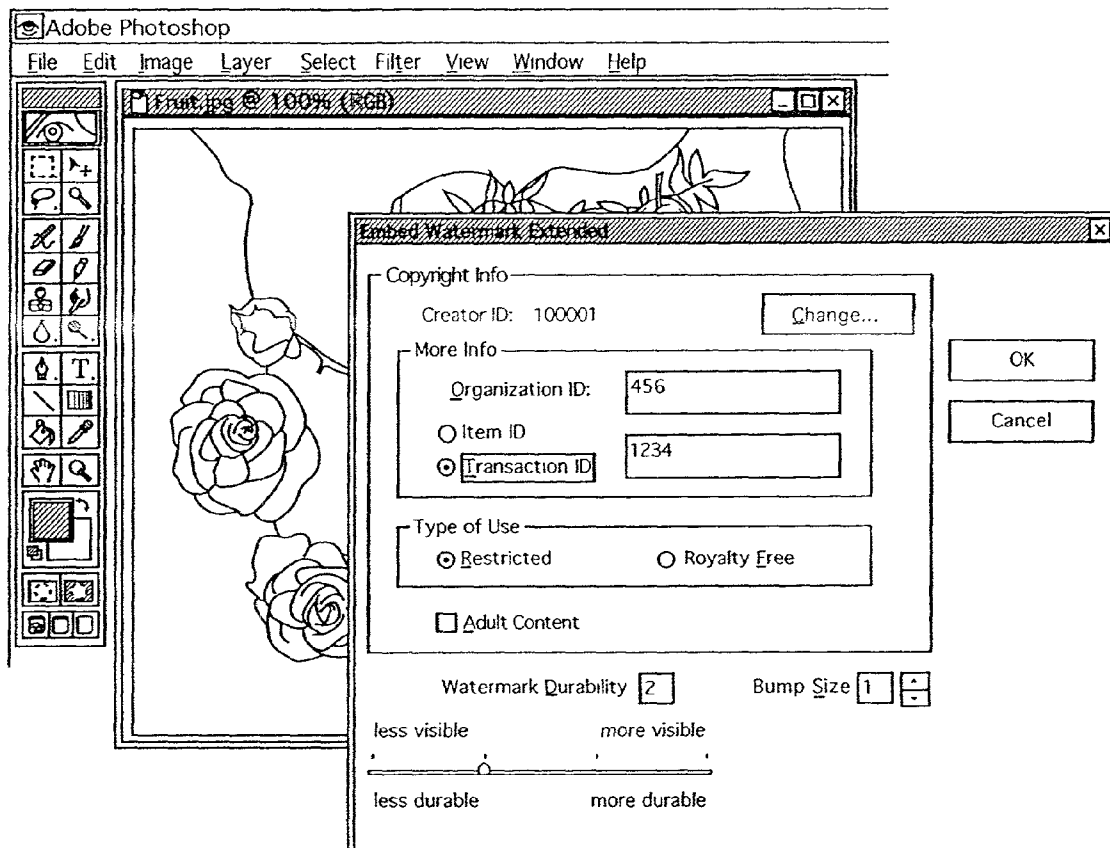 Adobe Photoshop
File Edit Image Layer Select Filter View Window Help
Fruit.jpg @ 100% (RGB)
Embed Watermark Extended
Copyright Info
Creator ID: 100001
Change...
More Info
Organization ID: 456
Item ID
Transaction ID 1234
OK
Cancel
Type of Use
Restricted Royalty Free
Adult Content
Watermark Durability 2 Bump Size 1
less visible more visible
less durable more durable
T